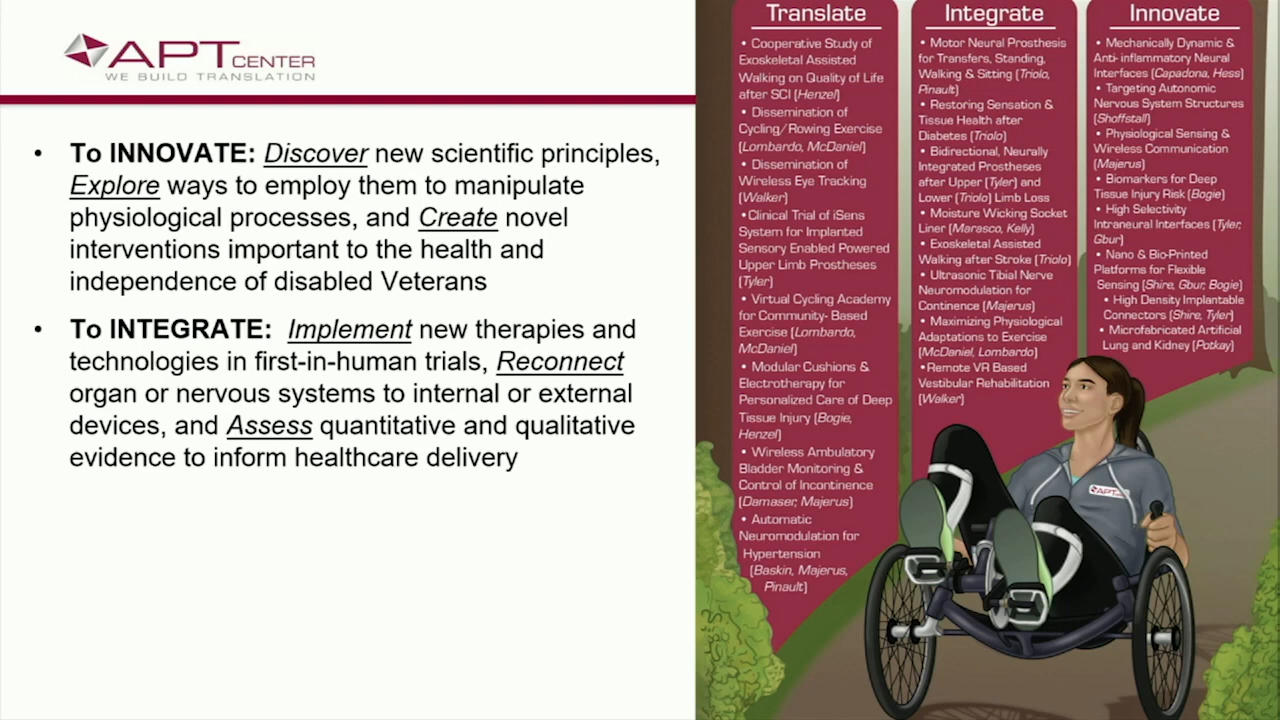 APT CENTER
WE BUILD TRANSLATION
• To INNOVATE: Discover new scientific principles,
Explore ways to employ them to manipulate
physiological processes, and Create novel
interventions important to the health and
independence of disabled Veterans
• To INTEGRATE: Implement new therapies and
technologies in first-in-human trials, Reconnect
organ or nervous systems to internal or external
devices, and Assess quantitative and qualitative
evidence to inform healthcare delivery
Translate
• Cooperative Study of
Exoskeletal Assisted
Walking on Quality of Life
after SCI (Henzel)
• Dissemination of
Cycling/Rowing Exercise
(Lombardo, McDaniel)
• Dissemination of
Wireless Eye Tracking
(Walker)
•Clinical Trial of iSens
System for Implanted
Sensory Enabled Powered
Upper Limb Prostheses
(Tyler)
• Virtual Cycling Academy
for Community- Based
Exercise (Lombardo,
McDaniel)
• Modular Cushions &
Electrotherapy for
Personalized Care of Deep
Tissue Injury (Bogie,
Henzel)
• Wireless Ambulatory
Bladder Monitoring &
Control of Incontinence
(Damaser, Majerus)
• Automatic
Neuromodulation for
Hypertension
(Baskin, Majerus,
Pinault)
Integrate
• Motor Neural Prosthesis
for Transfers, Standing,
Walking & Sitting (Triolo,
Pinault)
• Restoring Sensation &
Tissue Health after
Diabetes (Triolo)
• Bidirectional, Neurally
Integrated Prostheses
after Upper (Tyler) and
Lower (Triolo) Limb Loss
• Moisture Wicking Socket
Liner (Marasco, Kelly)
• Exoskeletal Assisted
Walking after Stroke (Triolo)
• Ultrasonic Tibial Nerve
Neuromodulation for
Continence (Majerus)
• Maximizing Physiological
Adaptations to Exercise
(McDaniel, Lombardo)
•Remote VR Based
Vestibular Rehabilitation
(Walker)
Innovate
• Mechanically Dynamic &
Anti- inflammatory Neural
Interfaces (Capadona, Hess)
• Targeting Autonomic
Nervous System Structures
(Shoffstall)
• Physiological Sensing &
Wireless Communication
(Majerus)
• Biomarkers for Deep
Tissue Injury Risk (Bogie)
• High Selectivity
Intraneural Interfaces (Tyler,
Gbur)
• Nano & Bio-Printed
Platforms for Flexible
Sensing (Shire, Gbur, Bogie)
• High Density Implantable
Connectors (Shire, Tyler)
• Microfabricated Artificial
Lung and Kidney (Potkay)
APT